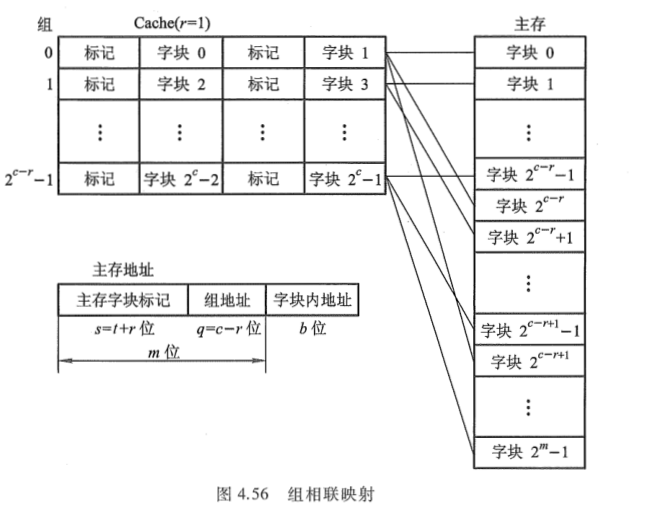 组 Cache(r=1) 主存
0 标记 字块 0 标记 字块 1 字块 0
1 标记 字块 2 标记 字块 3 字块 1
⋮ ⋮ ⋮ ⋮ ⋮
2^{c-r}-1 标记 字块 2^c-2 标记 字块 2^c-1 字块 2^{c-r}-1
字块 2^{c-r}
字块 2^{c-r}+1
⋮
字块 2^{c-r+1}-1
字块 2^{c-r+1}
⋮
字块 2^m-1
主存地址
主存字块标记 组地址 字块内地址
s=t+r 位 q=c-r 位 b 位
m 位
图 4.56 组相联映射